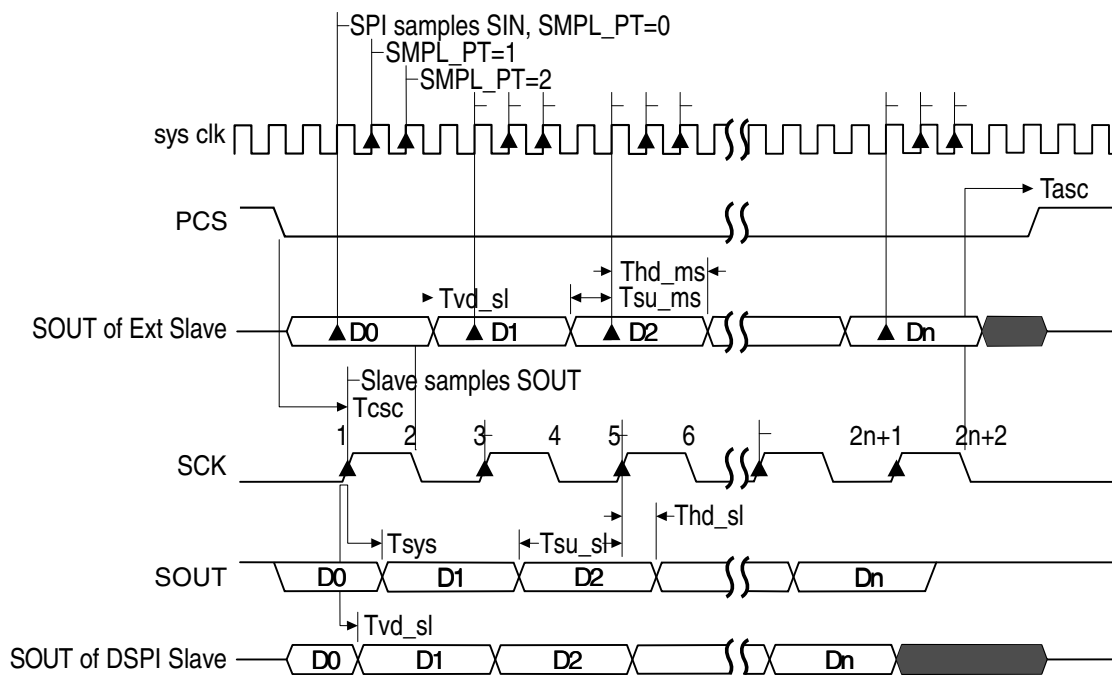 SPI samples SIN, SMPL_PT=0
SMPL_PT=1
SMPL_PT=2
sys clk
Tasc
PCS
Thd_ms
Tvd_sl
Tsu_ms
SOUT of Ext Slave
D0
D1
D2
Dn
Slave samples SOUT
Tcsc
1
2
3
4
5
6
2n+1
2n+2
SCK
Thd_sl
Tsys
Tsu_sl
SOUT
D0
D1
D2
Dn
Tvd_sl
SOUT of DSPI Slave
D0
D1
D2
Dn